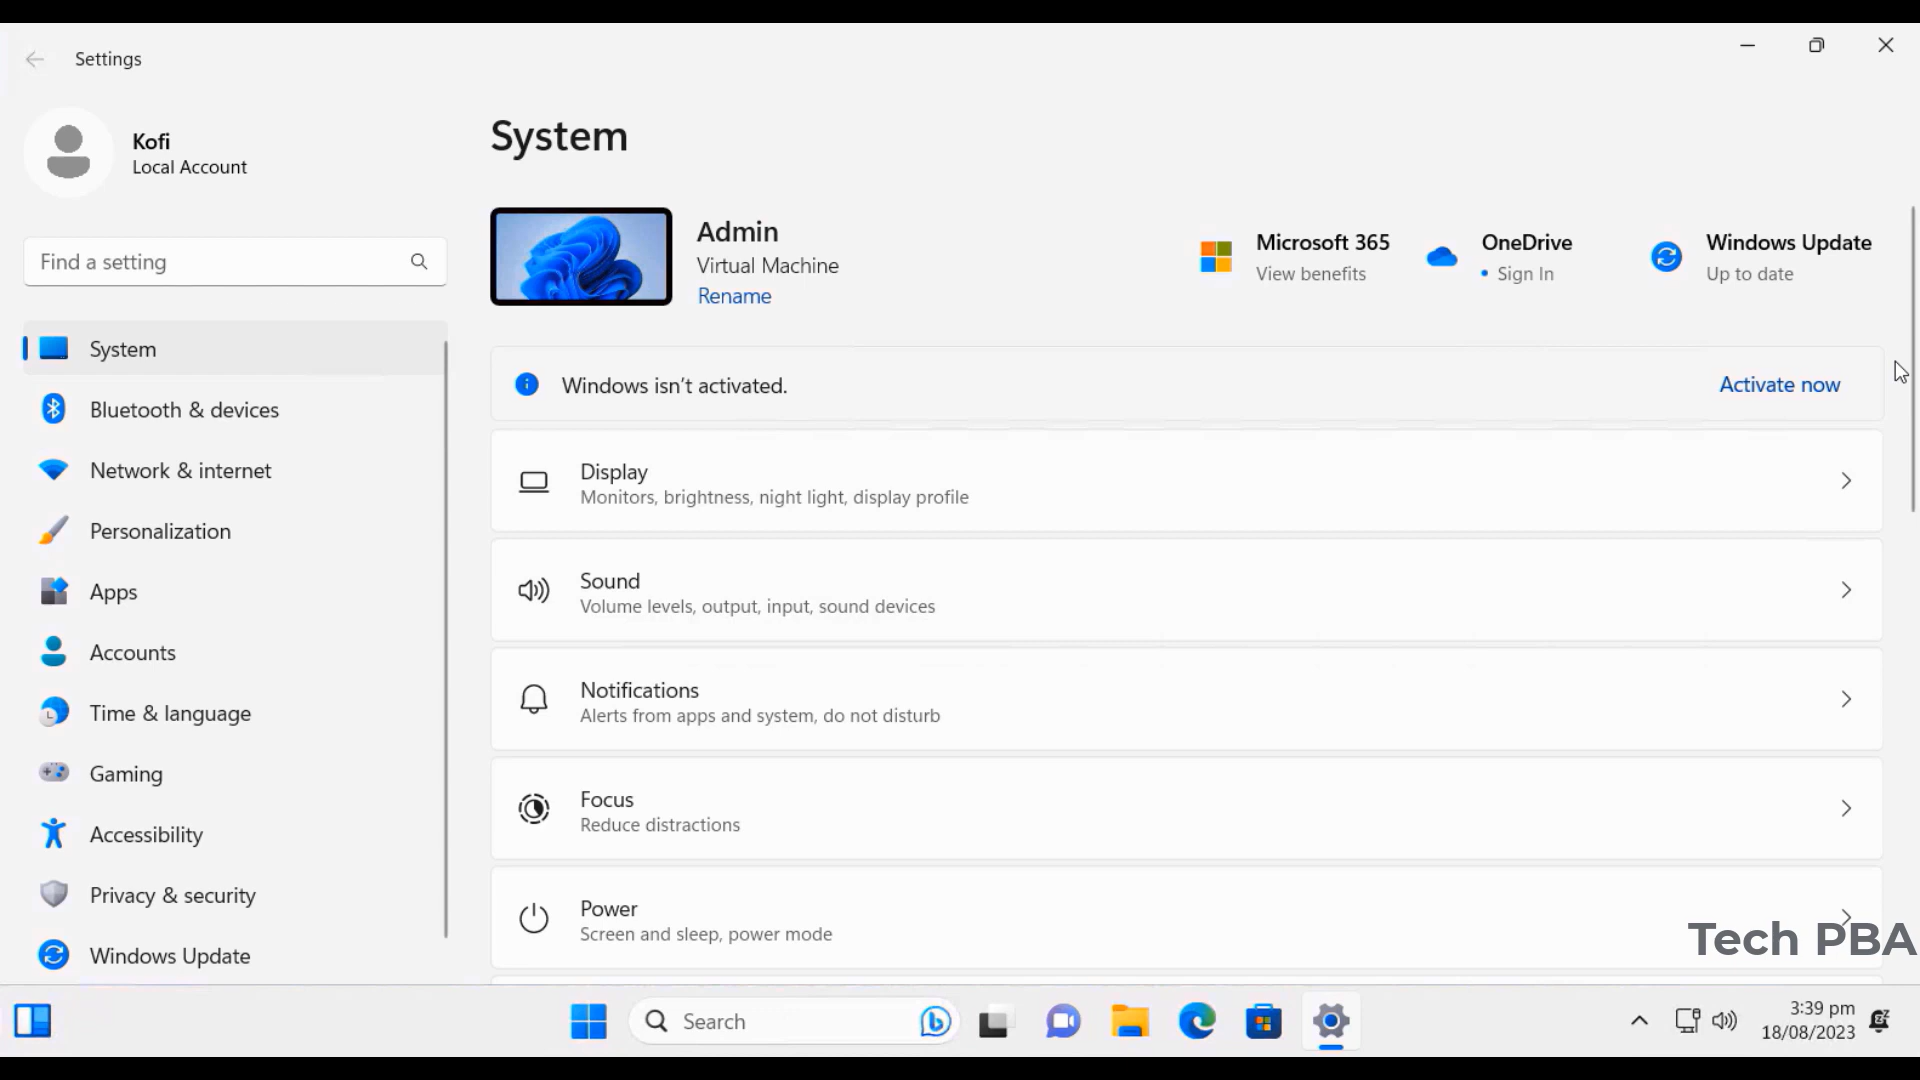 Settings
Kofi
Local Account
Find a setting
System
Bluetooth & devices
Network & internet
Personalization
Apps
Accounts
Time & language
Gaming
Accessibility
Privacy & security
Windows Update
System
Admin
Virtual Machine
Rename
Microsoft 365
View benefits
OneDrive
• Sign In
Windows Update
Up to date
Windows isn't activated.
Activate now
Display
Monitors, brightness, night light, display profile
Sound
Volume levels, output, input, sound devices
Notifications
Alerts from apps and system, do not disturb
Focus
Reduce distractions
Power
Screen and sleep, power mode
Tech PBA
Search
3:39 pm
18/08/2023